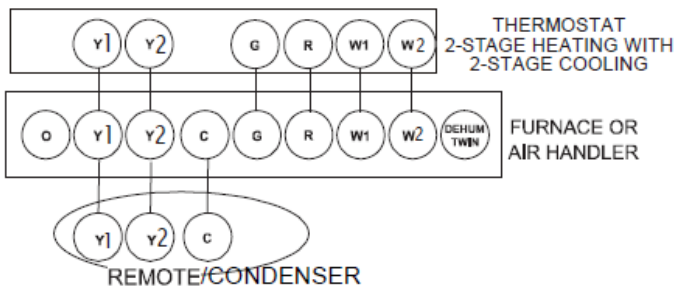 THERMOSTAT
Y1 Y2 G R W1 W2 2-STAGE HEATING WITH
2-STAGE COOLING
O Y1 Y2 C G R W1 W2 DEHUM TWIN
FURNACE OR
AIR HANDLER
Y1 Y2 C
REMOTE/CONDENSER